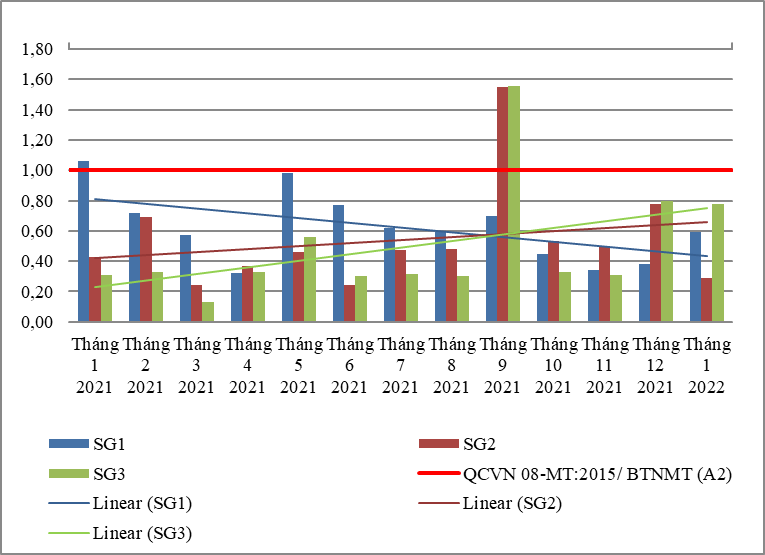 1,80
1,60
1,40
1,20
1,00
0,80
0,60
0,40
0,20
0,00
Tháng Tháng Tháng Tháng Tháng Tháng Tháng Tháng Tháng Tháng Tháng Tháng Tháng
1 2 3 4 5 6 7 8 9 10 11 12 1
2021 2021 2021 2021 2021 2021 2021 2021 2021 2021 2021 2021 2022
SG1 SG2
SG3 QCVN 08-MT:2015/ BTNMT (A2)
Linear (SG1) Linear (SG2)
Linear (SG3)